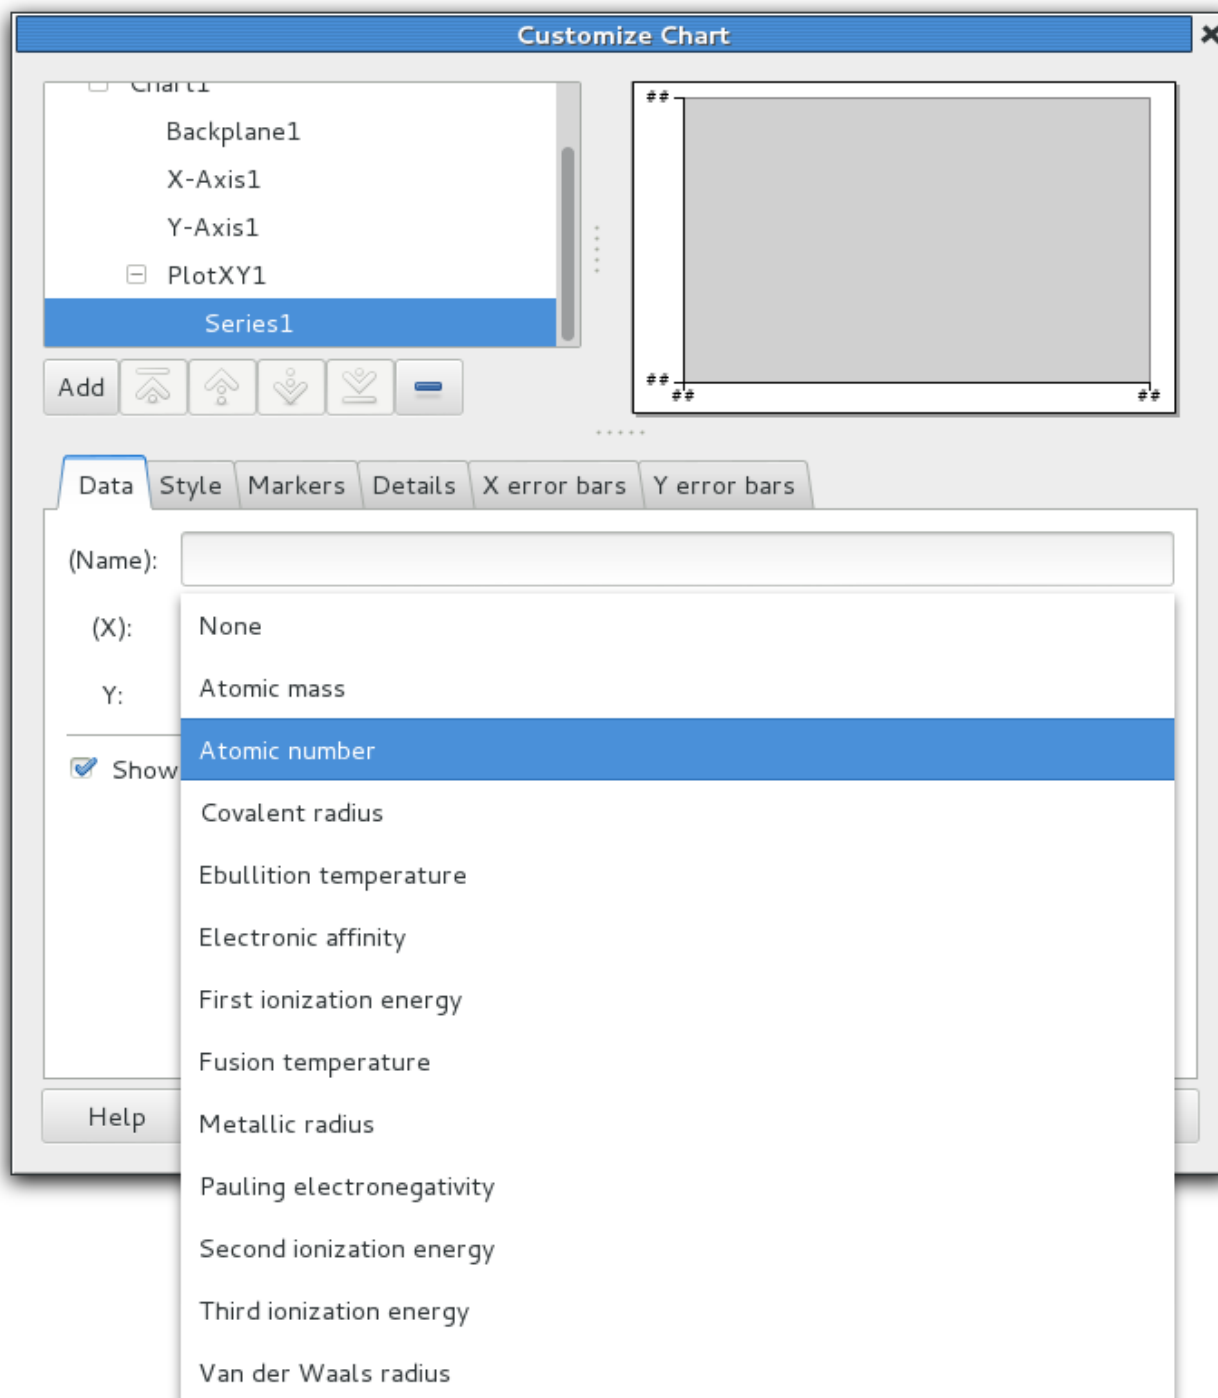 Customize Chart
Chart1
Backplane1
X-Axis1
Y-Axis1
PlotXY1
Series1
##
##
##
##
Add
Data Style Markers Details X error bars Y error bars
(Name):
(X):
Y:
Show
None
Atomic mass
Atomic number
Covalent radius
Ebullition temperature
Electronic affinity
First ionization energy
Fusion temperature
Help
Metallic radius
Pauling electronegativity
Second ionization energy
Third ionization energy
Van der Waals radius